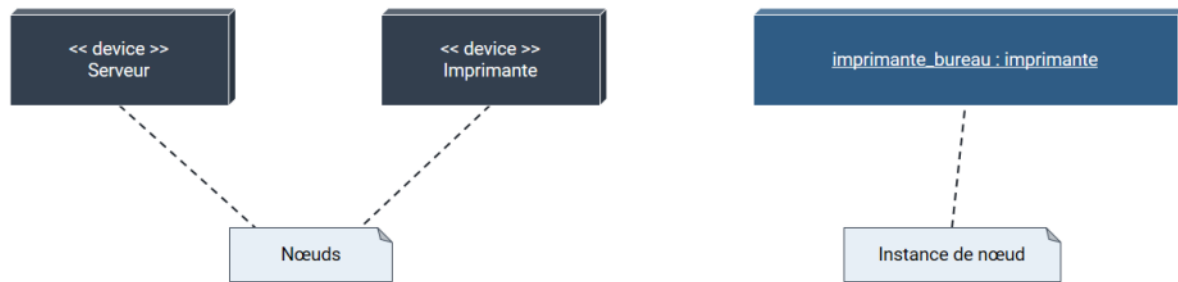 << device >>
Serveur
<< device >>
Imprimante
imprimante_bureau : imprimante
Nœuds
Instance de nœud